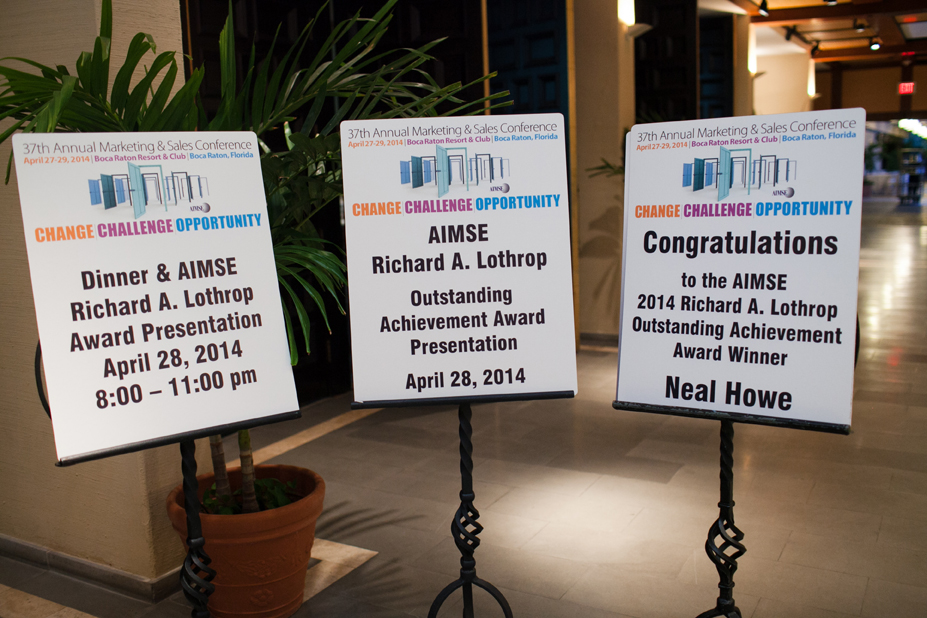 37th Annual Marketing & Sales Conference
April 27-29, 2014 | Boca Raton Resort & Club | Boca Raton, Florida
AIMSE
CHANGE CHALLENGE OPPORTUNITY
Dinner & AIMSE
Richard A. Lothrop
Award Presentation
April 28, 2014
8:00 – 11:00 pm
37th Annual Marketing & Sales Conference
April 27-29, 2014 | Boca Raton Resort & Club | Boca Raton, Florida
AIMSE
CHANGE CHALLENGE OPPORTUNITY
AIMSE
Richard A. Lothrop
Outstanding
Achievement Award
Presentation
April 28, 2014
37th Annual Marketing & Sales Conference
April 27-29, 2014 | Boca Raton Resort & Club | Boca Raton, Florida
AIMSE
CHANGE CHALLENGE OPPORTUNITY
Congratulations
to the AIMSE
2014 Richard A. Lothrop
Outstanding Achievement
Award Winner
Neal Howe
EXIT